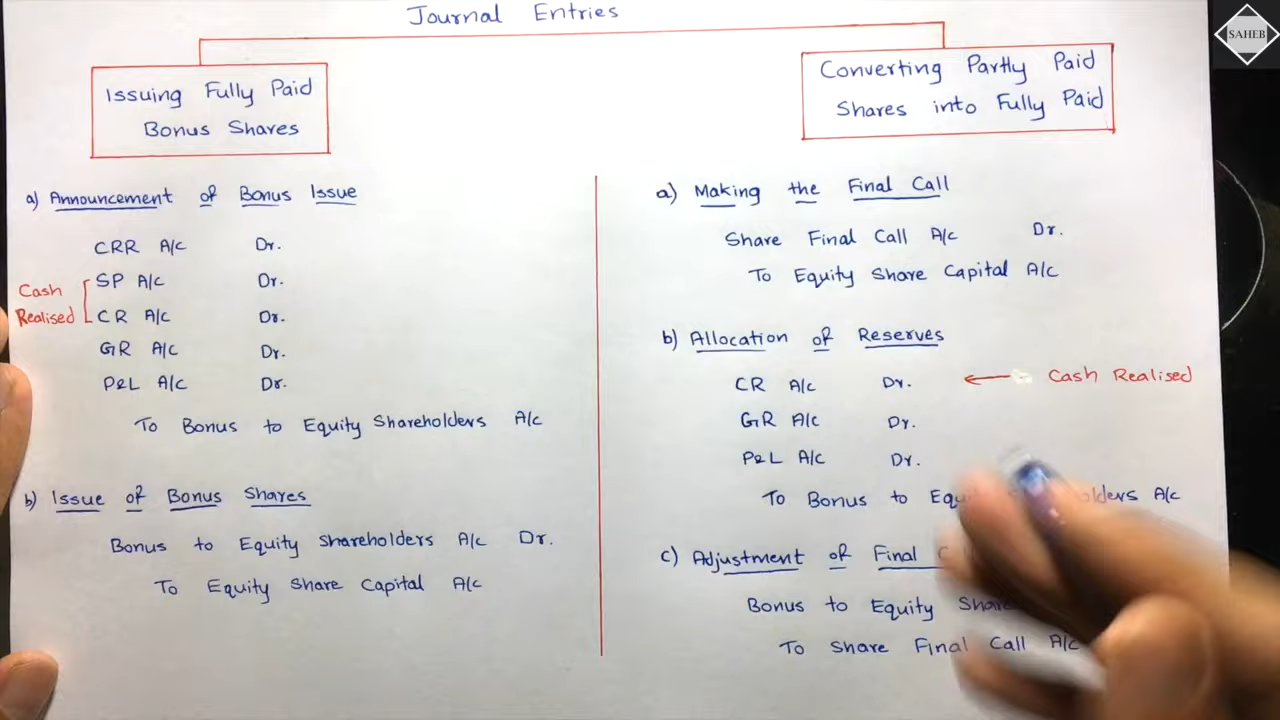 Journal Entries
SAHEB
Issuing Fully Paid
Bonus Shares
a) Announcement of Bonus Issue
CRR A/c Dr.
SP A/c Dr.
Cash
Realised
CR A/c Dr.
GR A/c Dr.
P&L A/c Dr.
To Bonus to Equity Shareholders A/c
b) Issue of Bonus Shares
Bonus to Equity Shareholders A/c Dr.
To Equity Share Capital A/c
Converting Partly Paid
Shares into Fully Paid
a) Making the Final Call
Share Final Call A/c Dr.
To Equity Share Capital A/c
b) Allocation of Reserves
CR A/c Dr. Cash Realised
GR A/c Dr.
P&L A/c Dr.
To Bonus to A/c
c) Adjustment of Final
Bonus to Equity
To Share Final Call A/c